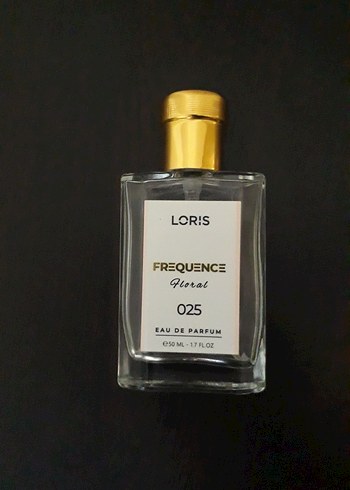 LORIS
FREQUENCE
Floral
025
EAU DE PARFUM
℮50 ML - 1.7 FL OZ